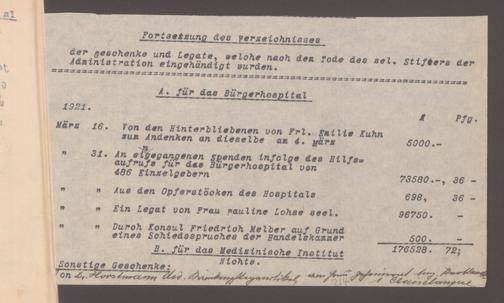 Fortsetzung des Verzeichnisses
der Geschenke und Legate, welche nach dem Tode des sel. Stifters der
Administration eingehändigt wurden.
A. für das Bürgerhospital
1921.
M Pfg.
März 16. Von den Hinterbliebenen von Frl. Emilie Kuhn
zum Andenken an dieselbe am 4. März 5000.-
" 31. An eingegangenen Spenden infolge des Hilfs=
aufrufs für das Bürgerhospital von
486 Einzelgebern 73580.-, 36 -
" " Aus den Opferstöcken des Hospitals 698, 36 -
" " Ein Legat von Frau Pauline Lohse seel. 96750. -
" " Durch Konsul Friedrich Melber auf Grund
eines Schiedsspruches der Handelskammer 500. -
176528. 72;
B. für das Medizinische Institut
Nichts.
Sonstige Geschenke:
Von Dr. Horstmann